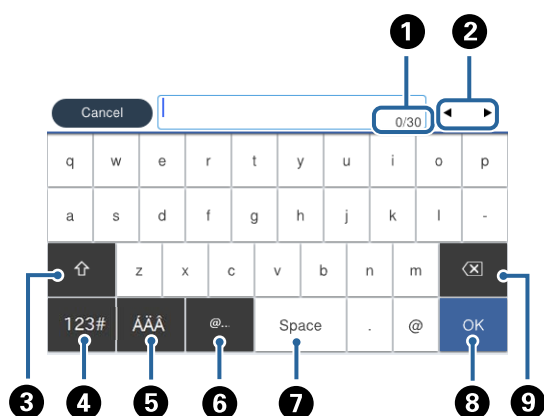 1 2
Cancel 0/30 ◄ ►
q w e r t y u i o p
a s d f g h j k l -
z x c v b n m
123# ÁÄÂ @... Space . @ OK
3 4 5 6 7 8 9